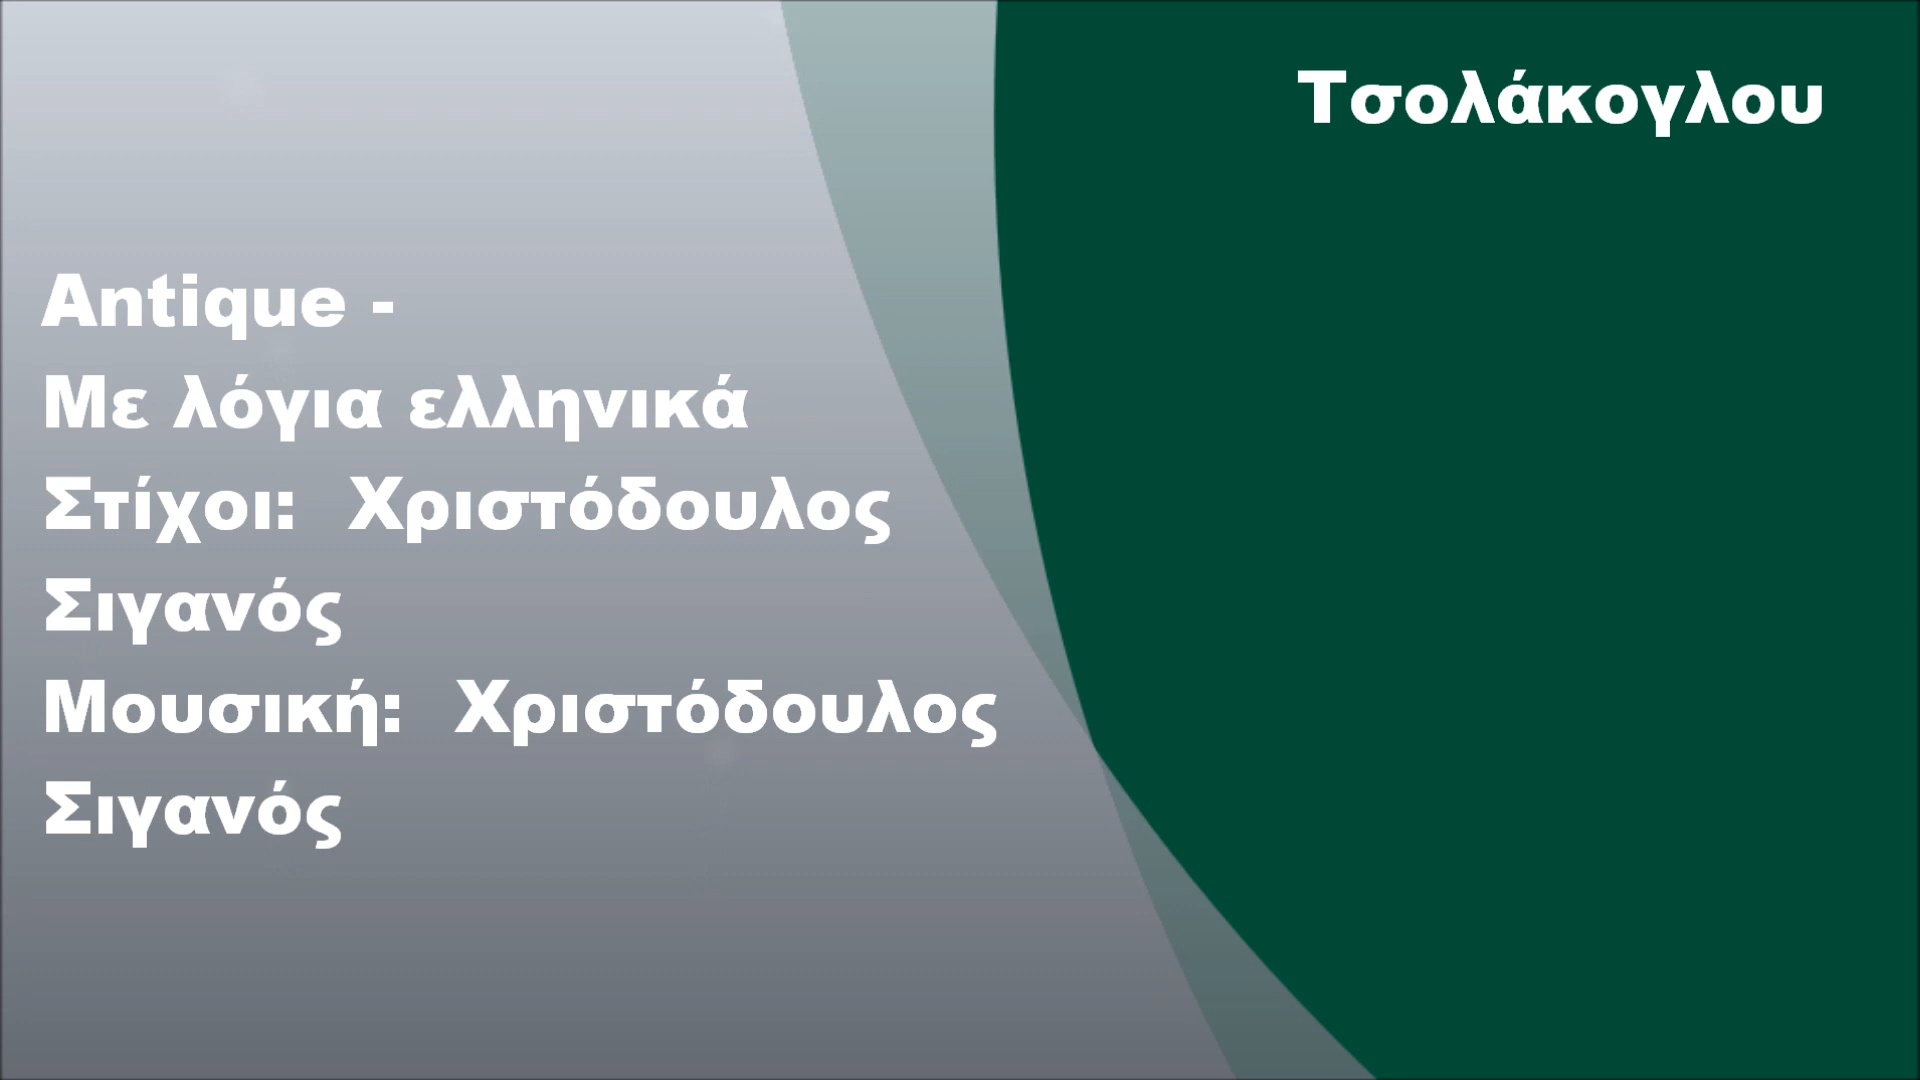 Τσολάκογλου
Antique -
Με λόγια ελληνικά
Στίχοι:  Χριστόδουλος
Σιγανός
Μουσική:  Χριστόδουλος
Σιγανός